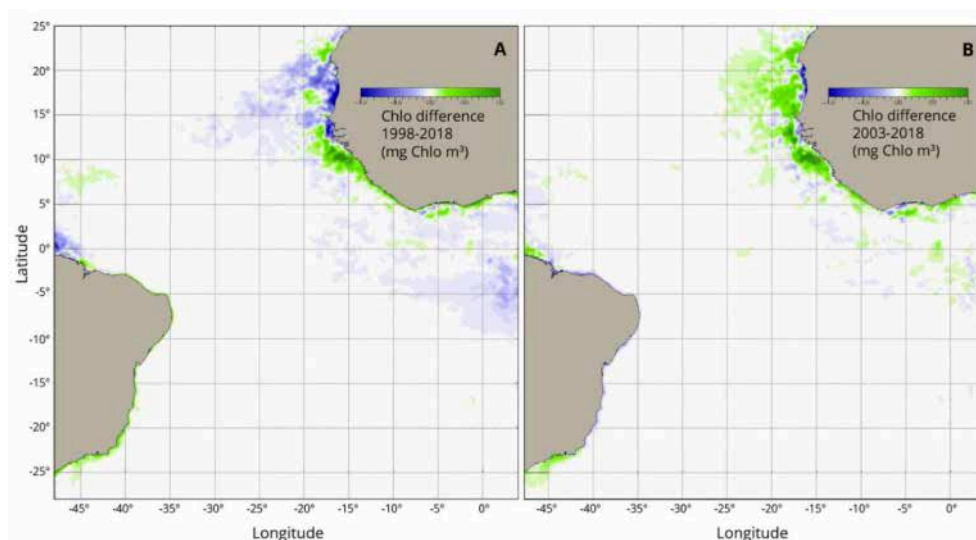 A
B
Chlo difference
1998-2018
(mg Chlo m³)
Chlo difference
2003-2018
(mg Chlo m³)
Latitude
25°
20°
15°
10°
5°
0°
-5°
-10°
-15°
-20°
-25°
-45° -40° -35° -30° -25° -20° -15° -10° -5° 0°
-45° -40° -35° -30° -25° -20° -15° -10° -5° 0°
Longitude
Longitude